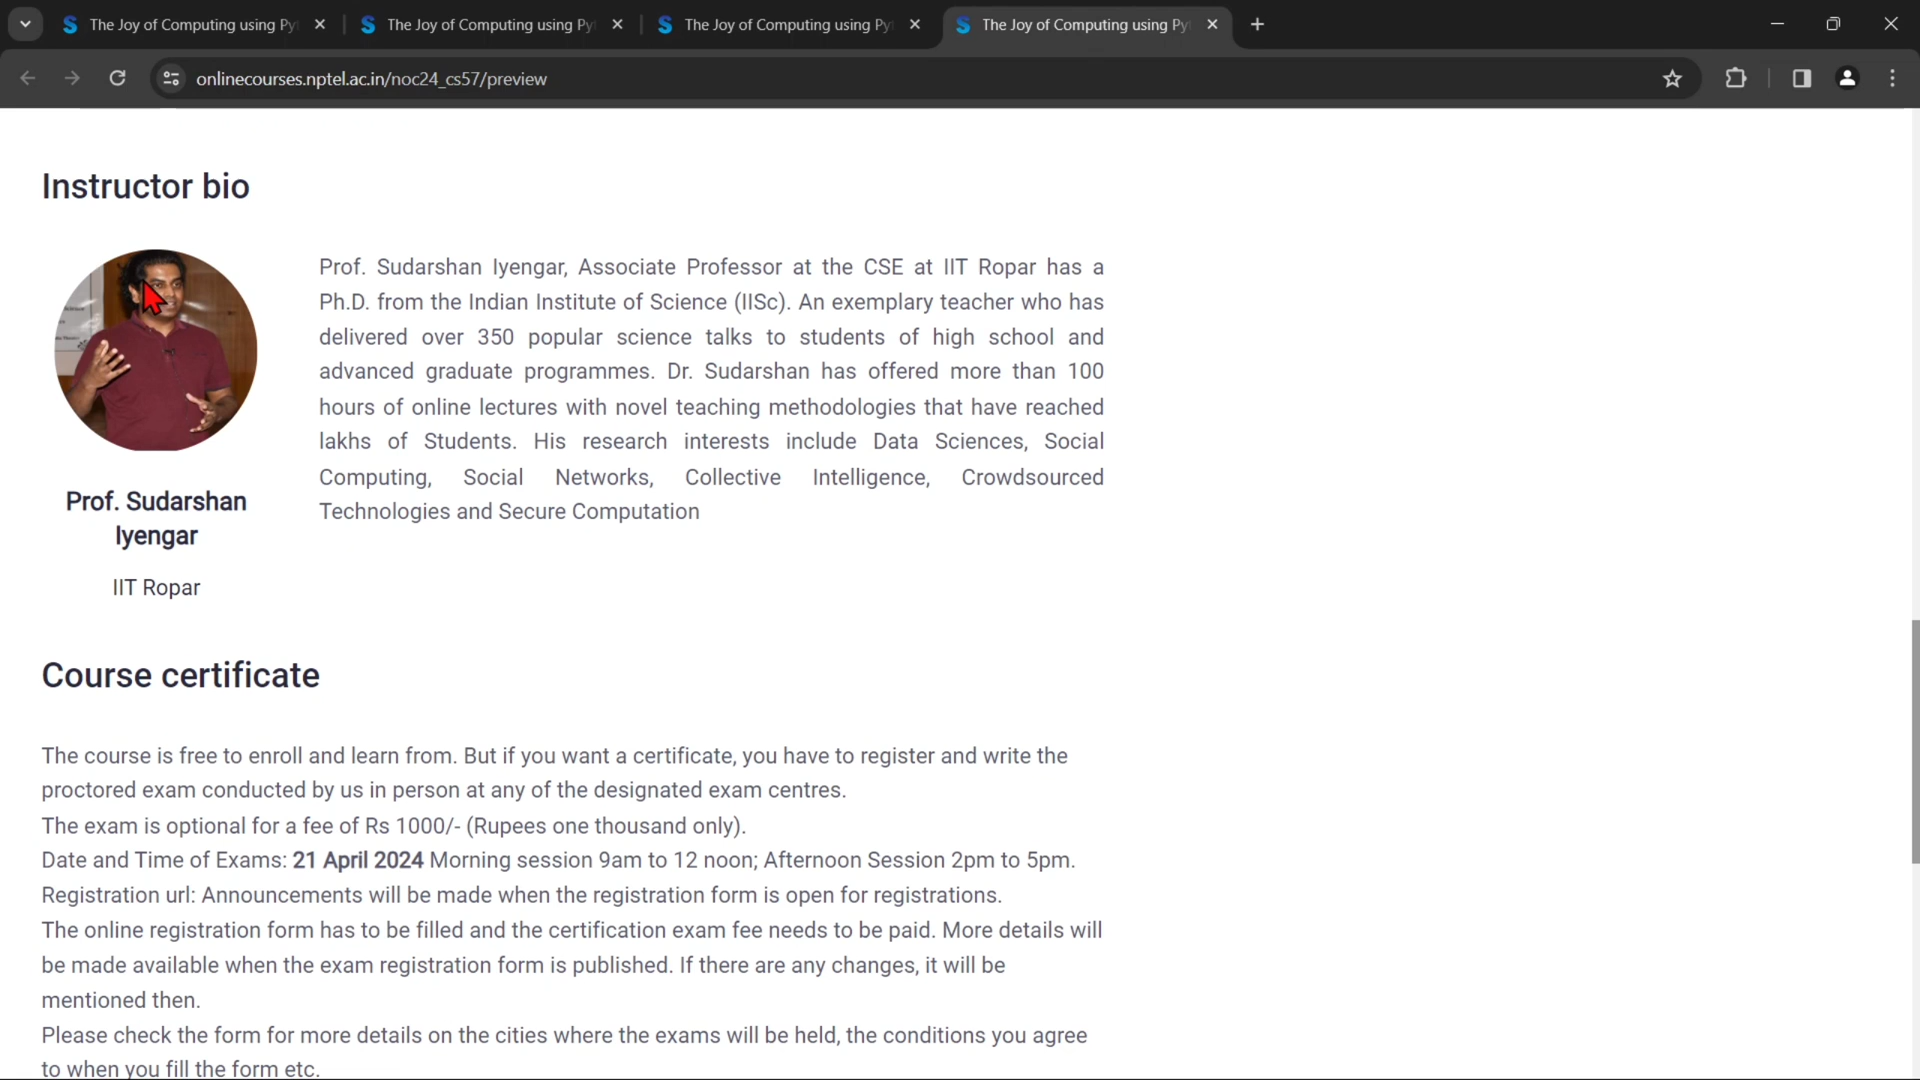 The Joy of Computing using Py
The Joy of Computing using Py
The Joy of Computing using Py
The Joy of Computing using Py
onlinecourses.nptel.ac.in/noc24_cs57/preview
Instructor bio
Prof. Sudarshan Iyengar, Associate Professor at the CSE at IIT Ropar has a
Ph.D. from the Indian Institute of Science (IISc). An exemplary teacher who has
delivered over 350 popular science talks to students of high school and
advanced graduate programmes. Dr. Sudarshan has offered more than 100
hours of online lectures with novel teaching methodologies that have reached
lakhs of Students. His research interests include Data Sciences, Social
Computing, Social Networks, Collective Intelligence, Crowdsourced
Technologies and Secure Computation
Prof. Sudarshan
Iyengar
IIT Ropar
Course certificate
The course is free to enroll and learn from. But if you want a certificate, you have to register and write the
proctored exam conducted by us in person at any of the designated exam centres.
The exam is optional for a fee of Rs 1000/- (Rupees one thousand only).
Date and Time of Exams: 21 April 2024 Morning session 9am to 12 noon; Afternoon Session 2pm to 5pm.
Registration url: Announcements will be made when the registration form is open for registrations.
The online registration form has to be filled and the certification exam fee needs to be paid. More details will
be made available when the exam registration form is published. If there are any changes, it will be
mentioned then.
Please check the form for more details on the cities where the exams will be held, the conditions you agree
to when you fill the form etc.